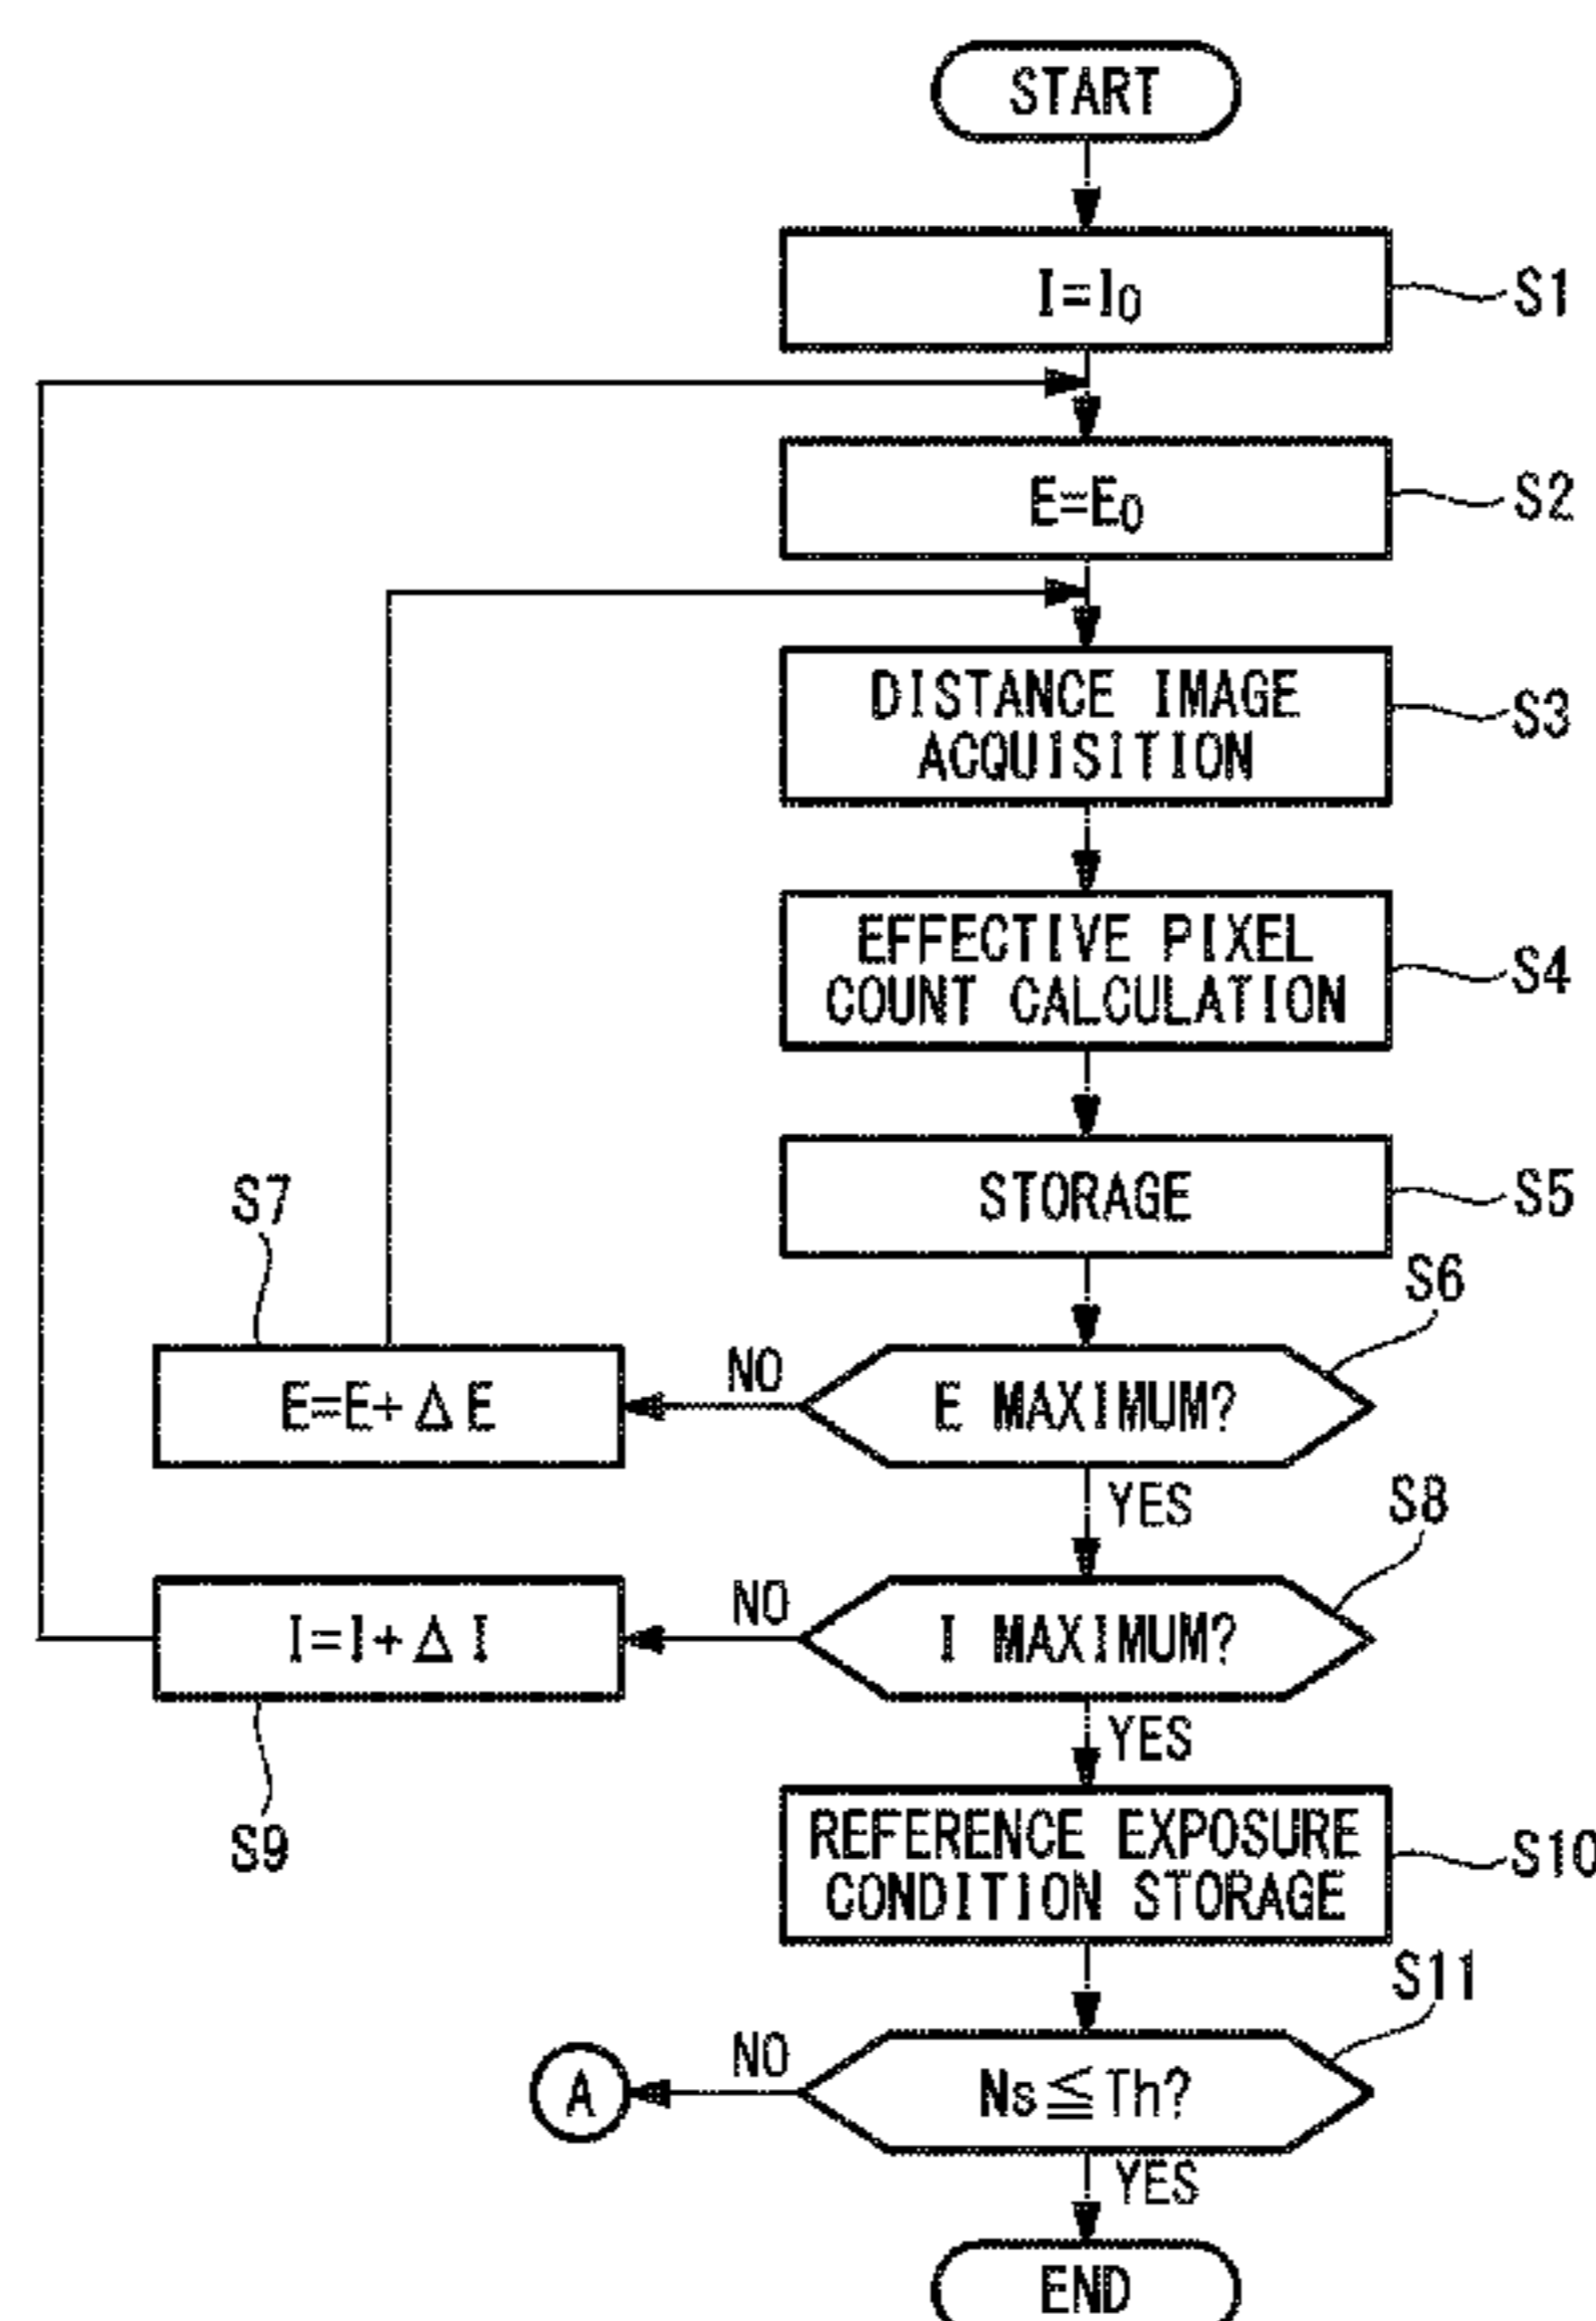 START
I=I₀
S1
E=E₀
S2
DISTANCE IMAGE
ACQUISITION
S3
EFFECTIVE PIXEL
COUNT CALCULATION
S4
STORAGE
S5
S6
S7
E=E+ΔE
NO
E MAXIMUM?
YES
S8
I=I+ΔI
NO
I MAXIMUM?
YES
S9
REFERENCE EXPOSURE
CONDITION STORAGE
S10
S11
A
NO
Ns≦Th?
YES
END